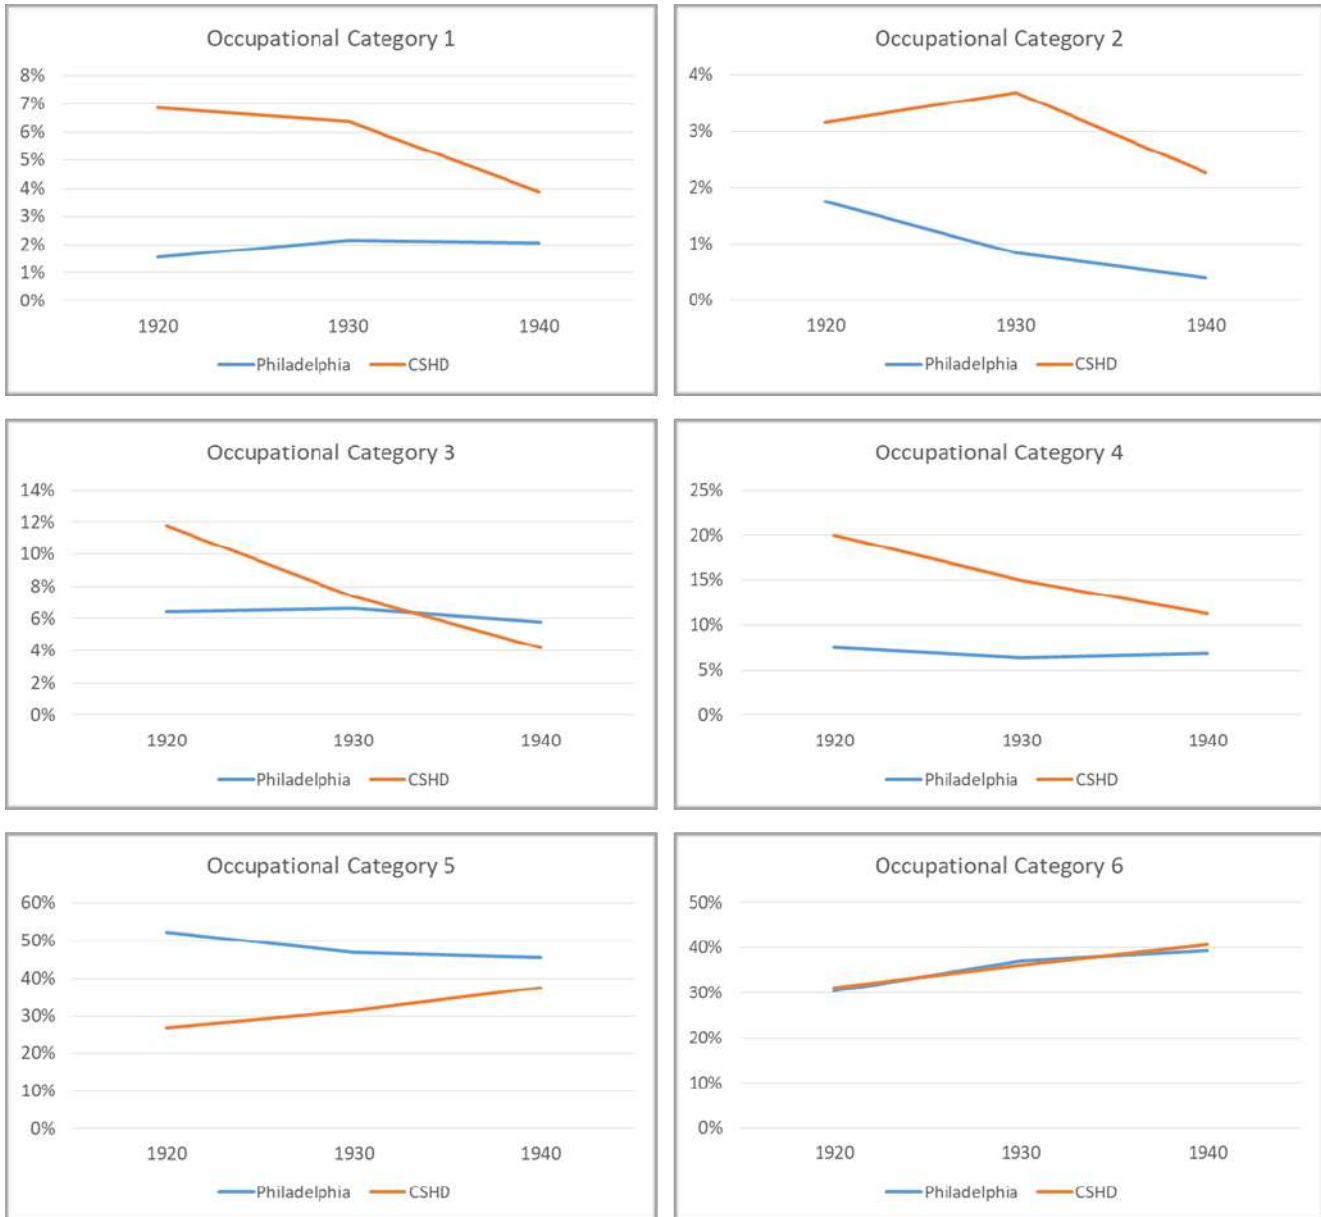 Occupational Category 1
8%
7%
6%
5%
4%
3%
2%
1%
0%
1920 1930 1940
Philadelphia CSHD
Occupational Category 2
4%
3%
2%
1%
0%
1920 1930 1940
Philadelphia CSHD
Occupational Category 3
14%
12%
10%
8%
6%
4%
2%
0%
1920 1930 1940
Philadelphia CSHD
Occupational Category 4
25%
20%
15%
10%
5%
0%
1920 1930 1940
Philadelphia CSHD
Occupational Category 5
60%
50%
40%
30%
20%
10%
0%
1920 1930 1940
Philadelphia CSHD
Occupational Category 6
50%
40%
30%
20%
10%
0%
1920 1930 1940
Philadelphia CSHD